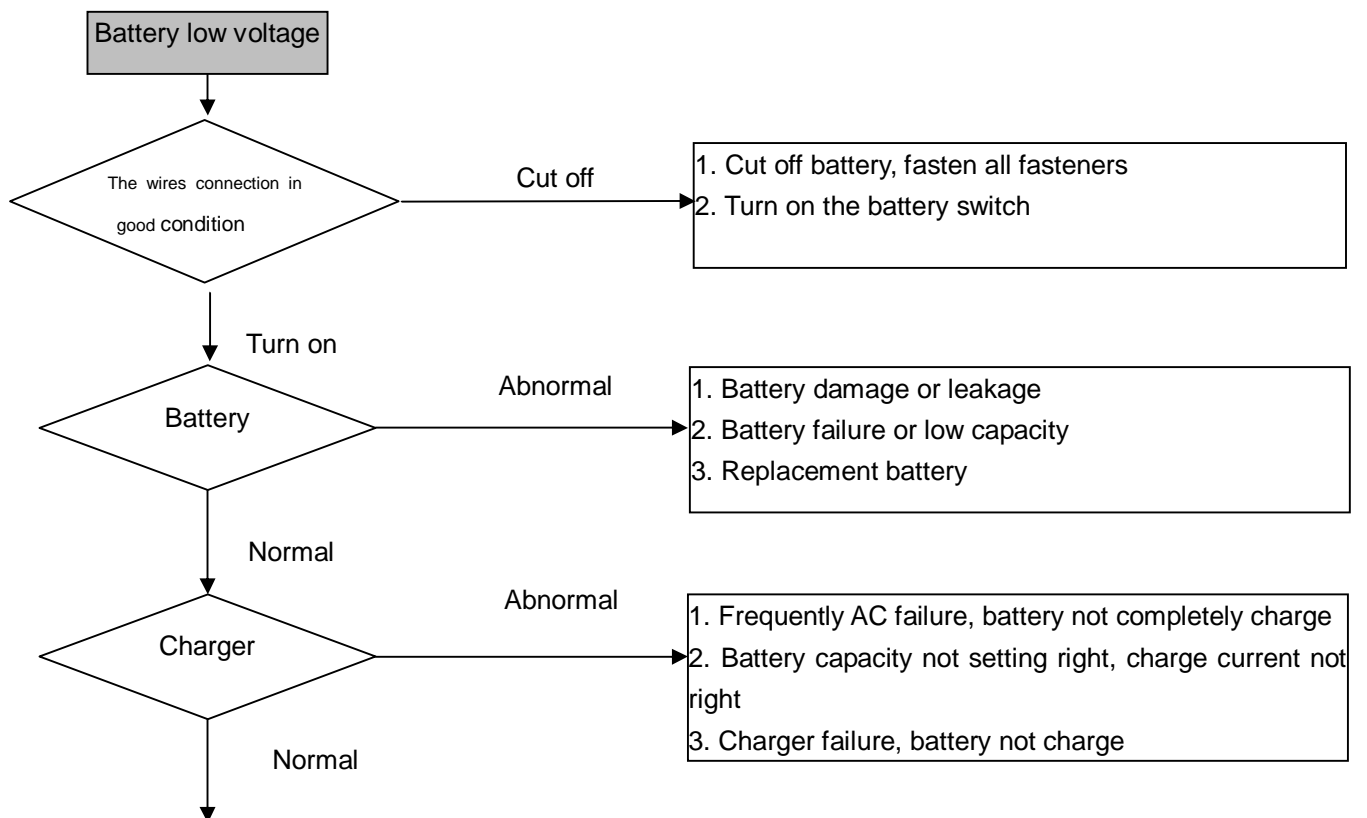 Battery low voltage
The wires connection in
good condition
Cut off
1. Cut off battery, fasten all fasteners
2. Turn on the battery switch
Turn on
Battery
Abnormal
1. Battery damage or leakage
2. Battery failure or low capacity
3. Replacement battery
Normal
Charger
Abnormal
1. Frequently AC failure, battery not completely charge
2. Battery capacity not setting right, charge current not
right
3. Charger failure, battery not charge
Normal